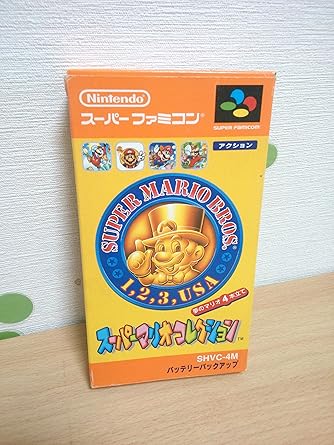 Nintendo®
スーパーファミコン®
SUPER FAMICOM
アクション
SUPER MARIO BROS.
1,2,3,USA
夢のマリオ4本立て
スーパーマリオコレクション™
SHVC-4M
バッテリーバックアップ